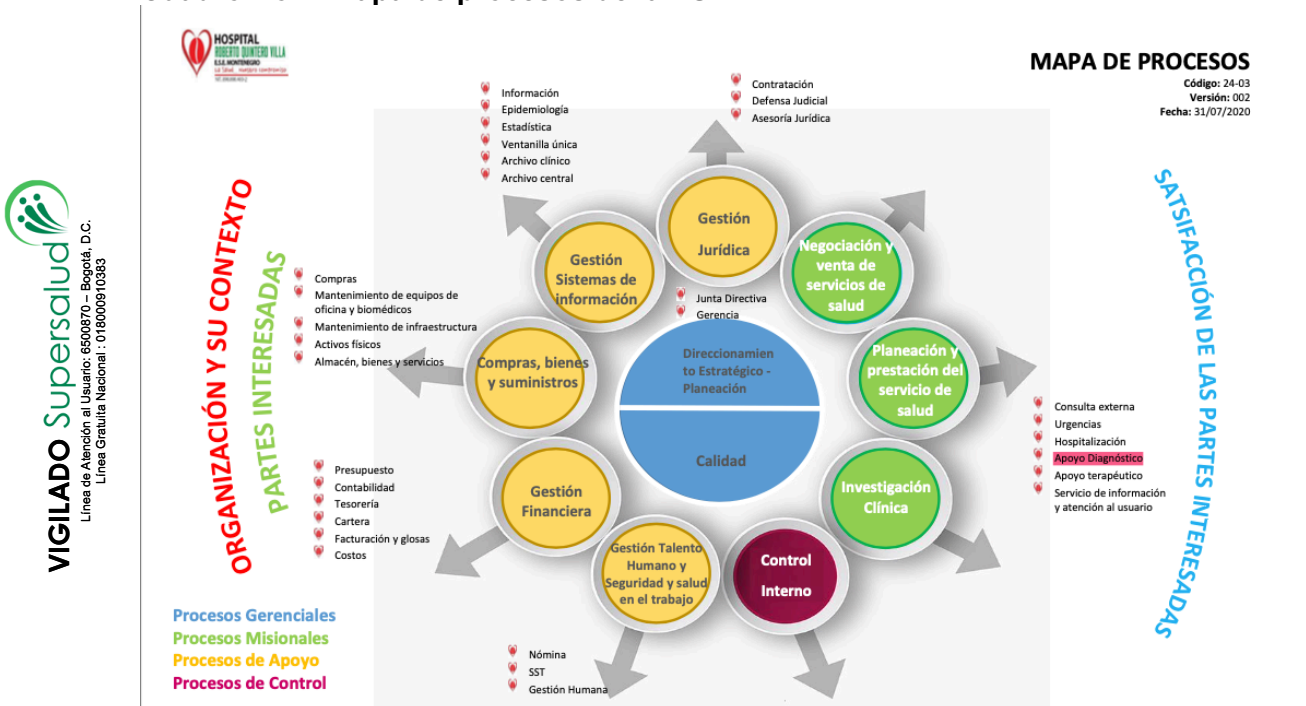 HOSPITAL
ROBERTO QUINTERO VILLA
E.S.E. MONTENEGRO
MAPA DE PROCESOS
Código: 24-03
Versión: 002
Fecha: 31/07/2020
Información
Epidemiología
Estadística
Ventanilla única
Archivo clínico
Archivo central
Contratación
Defensa Judicial
Asesoría Jurídica
VIGILADO Supersalud
Línea de Atención al Usuario: 6500870 – Bogotá, D.C.
Línea Gratuita Nacional : 018000910383
ORGANIZACIÓN Y SU CONTEXTO
PARTES INTERESADAS
SATSIFACCIÓN DE LAS PARTES INTERESADAS
Gestión
Jurídica
Negociación y
venta de
servicios de
salud
Gestión
Sistemas de
información
Compras
Mantenimiento de equipos de
oficina y biomédicos
Mantenimiento de infraestructura
Activos físicos
Almacén, bienes y servicios
Junta Directiva
Gerencia
Compras, bienes
y suministros
Direccionamien
to Estratégico -
Planeación
Calidad
Planeación y
prestación del
servicio de
salud
Consulta externa
Urgencias
Hospitalización
Apoyo Diagnóstico
Apoyo terapéutico
Servicio de información
y atención al usuario
Presupuesto
Contabilidad
Tesorería
Cartera
Facturación y glosas
Costos
Gestión
Financiera
Investigación
Clínica
Gestión Talento
Humano y
Seguridad y salud
en el trabajo
Control
Interno
Procesos Gerenciales
Procesos Misionales
Procesos de Apoyo
Procesos de Control
Nómina
SST
Gestión Humana